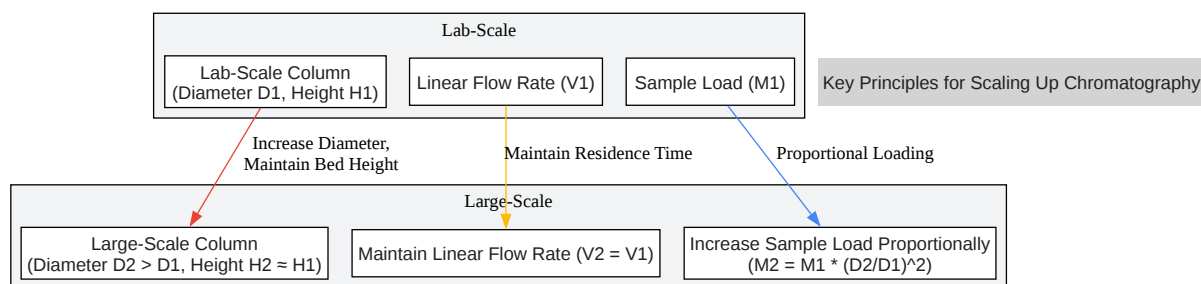 Lab-Scale
Lab-Scale Column
(Diameter D1, Height H1)
Linear Flow Rate (V1)
Sample Load (M1)
Key Principles for Scaling Up Chromatography
Increase Diameter,
Maintain Bed Height
Maintain Residence Time
Proportional Loading
Large-Scale
Large-Scale Column
(Diameter D2 > D1, Height H2 ≈ H1)
Maintain Linear Flow Rate (V2 = V1)
Increase Sample Load Proportionally
(M2 = M1 * (D2/D1)^2)